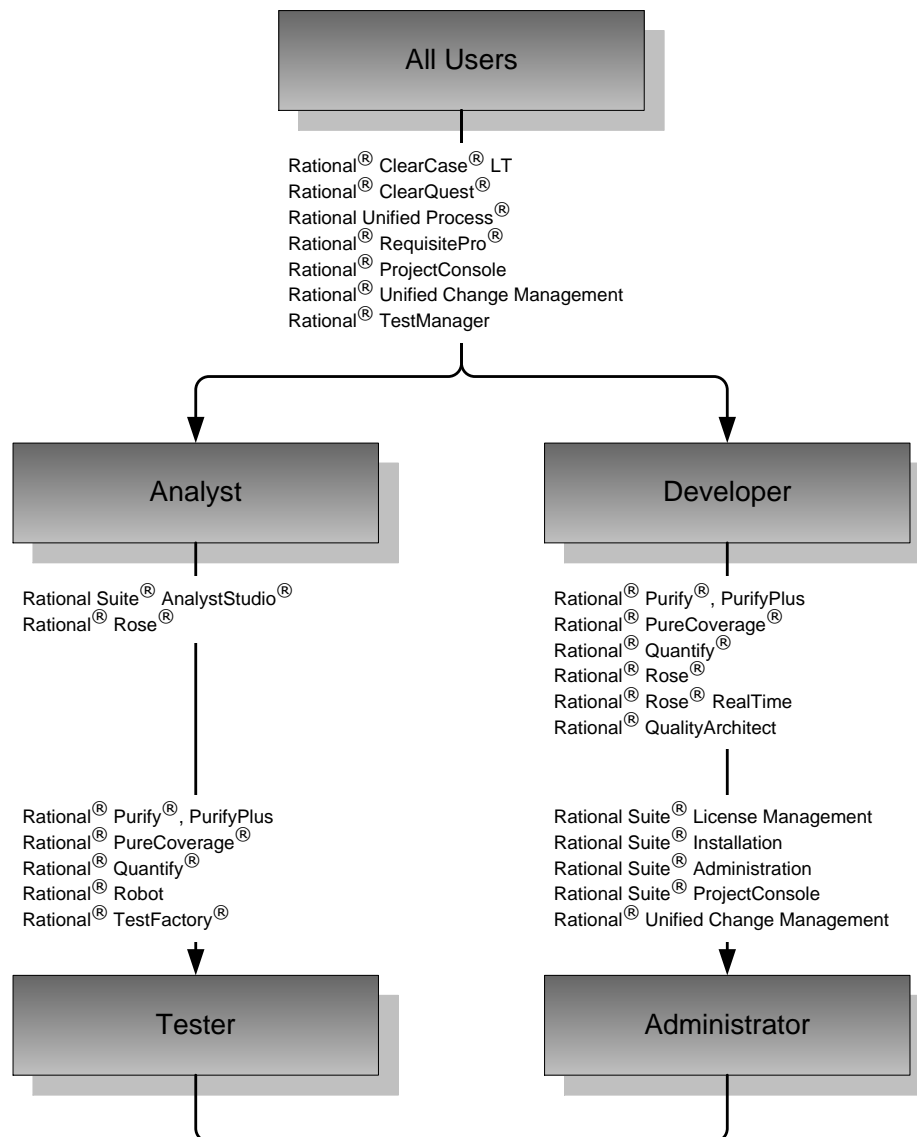 All Users
Rational® ClearCase® LT
Rational® ClearQuest®
Rational Unified Process®
Rational® RequisitePro®
Rational® ProjectConsole
Rational® Unified Change Management
Rational® TestManager
Analyst
Developer
Rational Suite® AnalystStudio®
Rational® Rose®
Rational® Purify®, PurifyPlus
Rational® PureCoverage®
Rational® Quantify®
Rational® Rose®
Rational® Rose® RealTime
Rational® QualityArchitect
Rational® Purify®, PurifyPlus
Rational® PureCoverage®
Rational® Quantify®
Rational® Robot
Rational® TestFactory®
Rational Suite® License Management
Rational Suite® Installation
Rational Suite® Administration
Rational Suite® ProjectConsole
Rational® Unified Change Management
Tester
Administrator